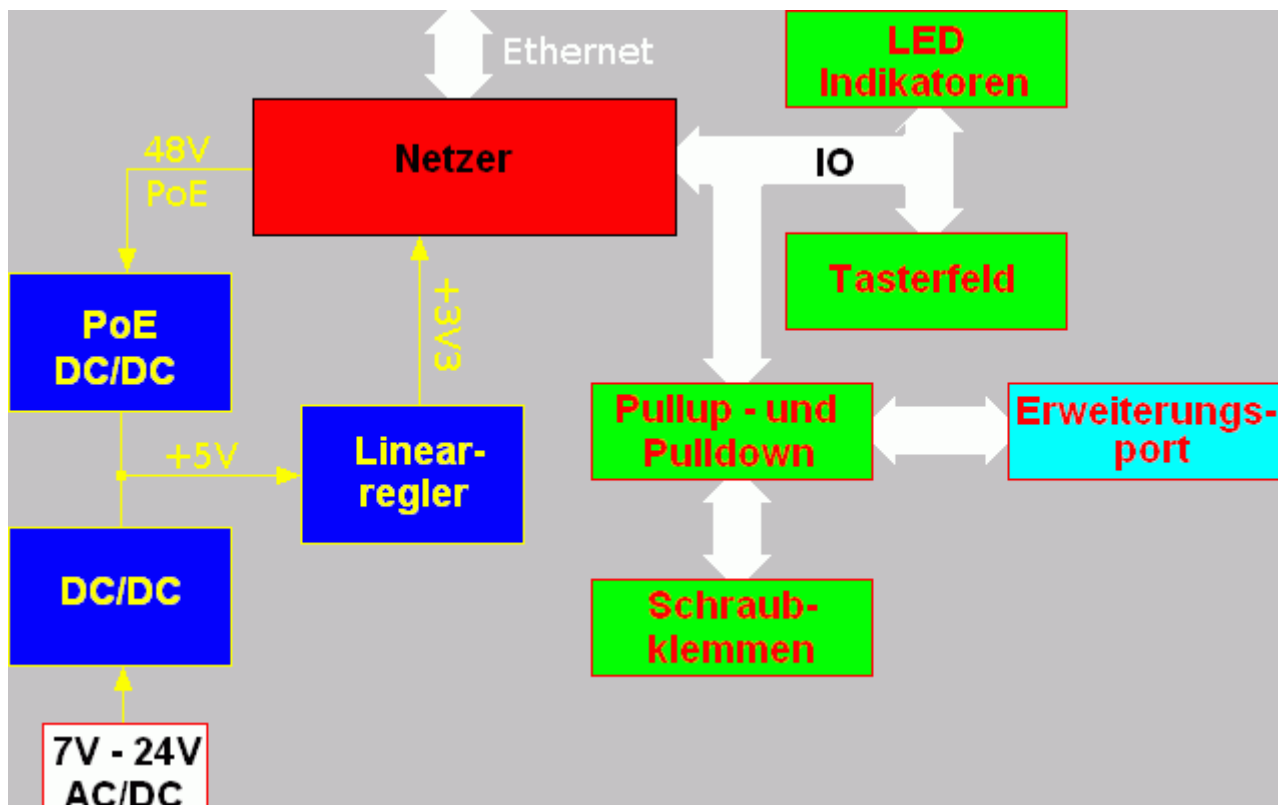 Ethernet
LED
Indikatoren
48V
PoE
Netzer
IO
Tasterfeld
+3V3
PoE
DC/DC
Pullup - und
Pulldown
Erweiterungs-
port
+5V
Linear-
regler
DC/DC
Schraub-
klemmen
7V - 24V
AC/DC